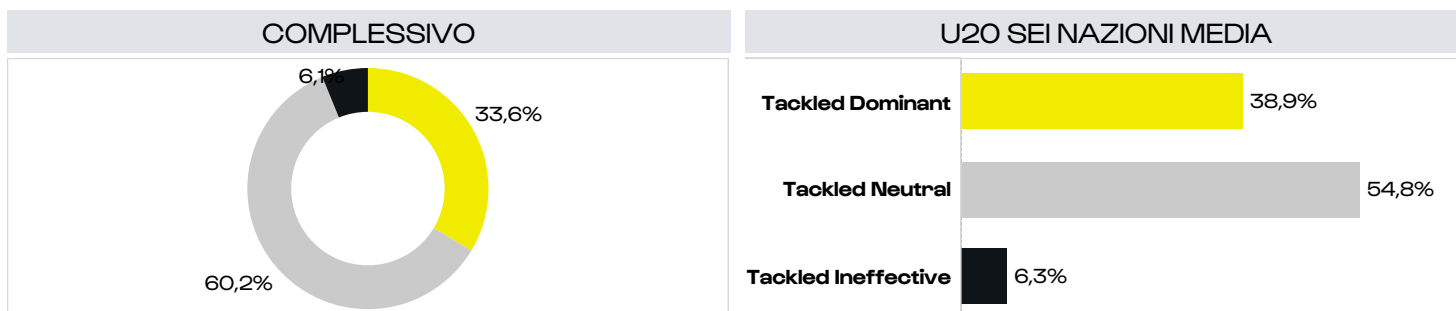 COMPLESSIVO
6,1%
33,6%
60,2%
U20 SEI NAZIONI MEDIA
Tackled Dominant 38,9%
Tackled Neutral 54,8%
Tackled Ineffective 6,3%